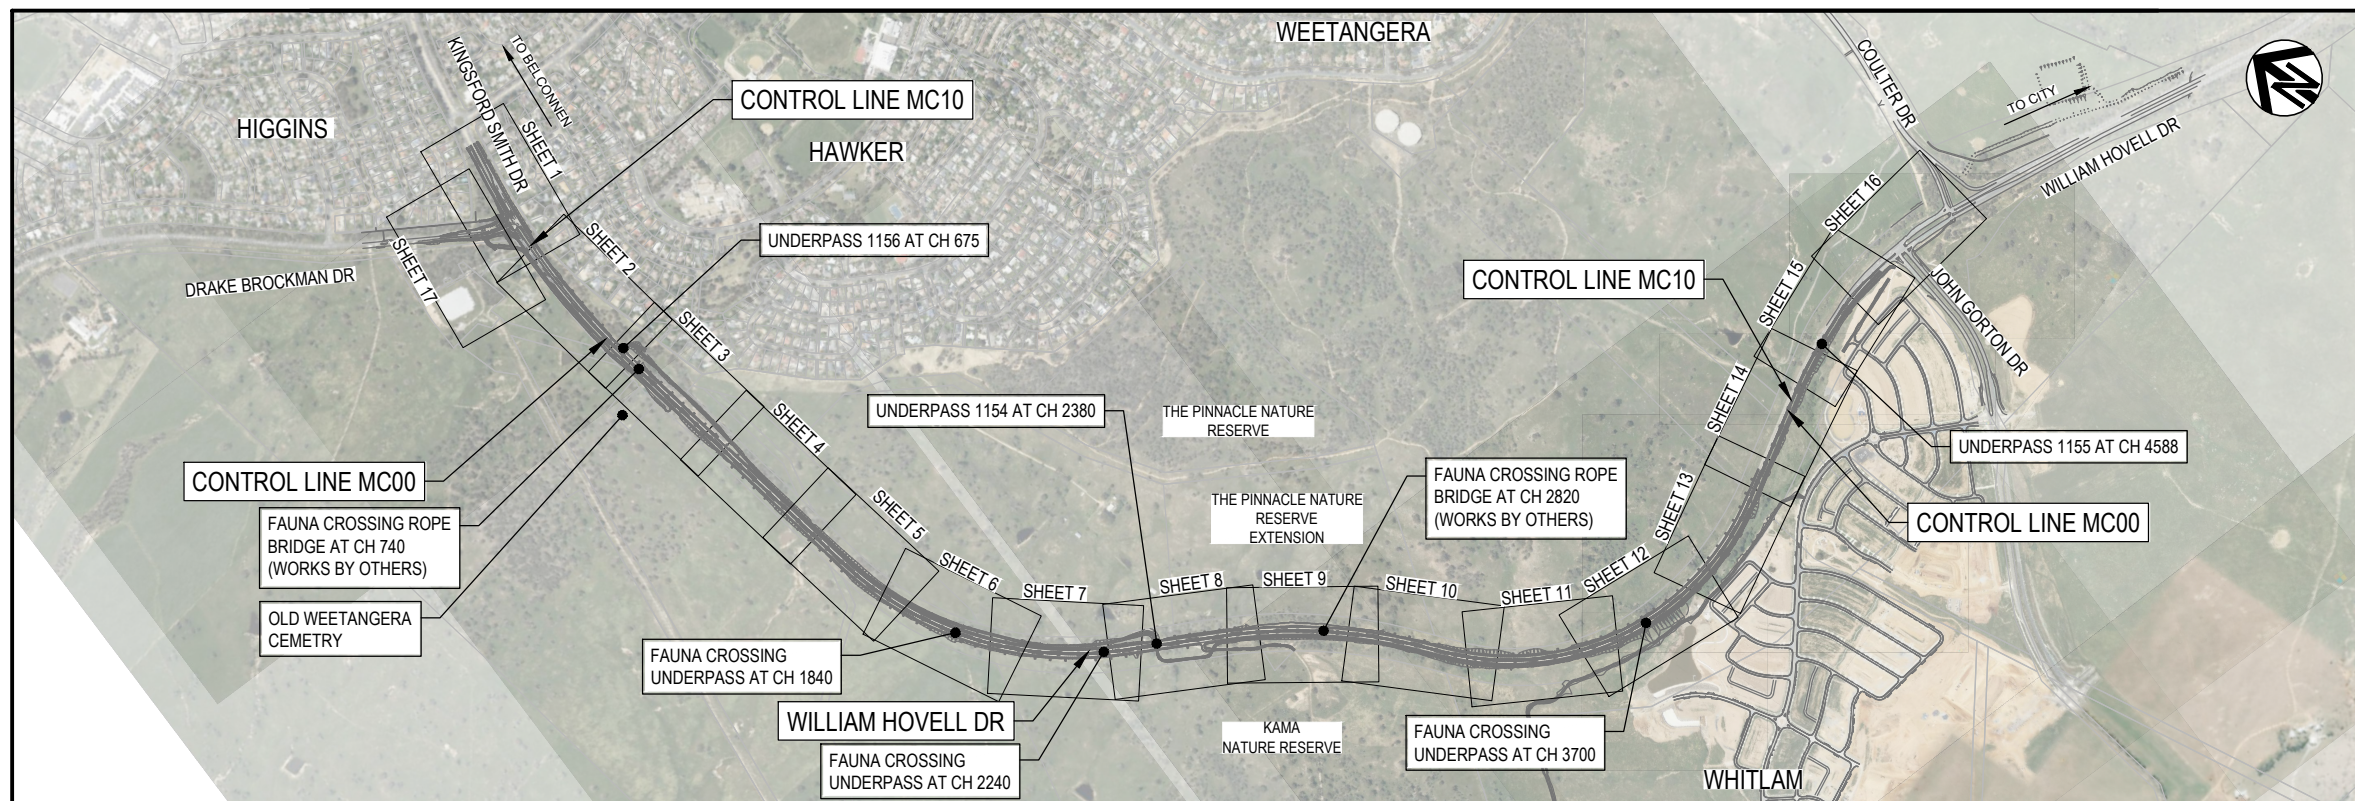 WEETANGERA
COULTER DR
TO CITY
WILLIAM HOVELL DR
N
KINGSFORD SMITH DR
TO BELCONNEN
CONTROL LINE MC10
HIGGINS
SHEET 1
HAWKER
SHEET 16
SHEET 2
UNDERPASS 1156 AT CH 675
SHEET 17
DRAKE BROCKMAN DR
CONTROL LINE MC10
SHEET 15
JOHN GORTON DR
SHEET 3
SHEET 14
SHEET 4
UNDERPASS 1154 AT CH 2380
THE PINNACLE NATURE
RESERVE
UNDERPASS 1155 AT CH 4588
CONTROL LINE MC00
FAUNA CROSSING ROPE
BRIDGE AT CH 740
(WORKS BY OTHERS)
SHEET 5
THE PINNACLE NATURE
RESERVE
EXTENSION
FAUNA CROSSING ROPE
BRIDGE AT CH 2820
(WORKS BY OTHERS)
SHEET 13
CONTROL LINE MC00
OLD WEETANGERA
CEMETRY
SHEET 6
SHEET 7
SHEET 8
SHEET 9
SHEET 10
SHEET 11
SHEET 12
FAUNA CROSSING
UNDERPASS AT CH 1840
WILLIAM HOVELL DR
FAUNA CROSSING
UNDERPASS AT CH 2240
KAMA
NATURE RESERVE
FAUNA CROSSING
UNDERPASS AT CH 3700
WHITLAM